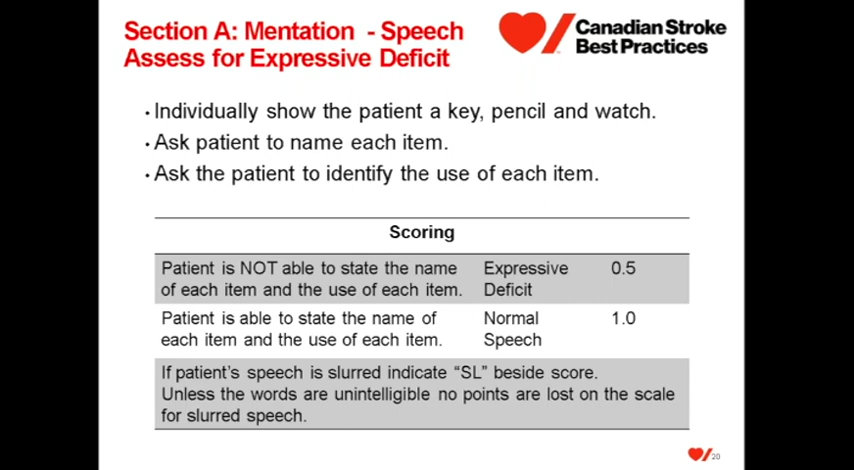 Section A: Mentation - Speech
Assess for Expressive Deficit
Canadian Stroke
Best Practices
• Individually show the patient a key, pencil and watch.
• Ask patient to name each item.
• Ask the patient to identify the use of each item.
Scoring
Patient is NOT able to state the name Expressive 0.5
of each item and the use of each item. Deficit
Patient is able to state the name of Normal 1.0
each item and the use of each item. Speech
If patient's speech is slurred indicate “SL” beside score.
Unless the words are unintelligible no points are lost on the scale
for slurred speech.
20